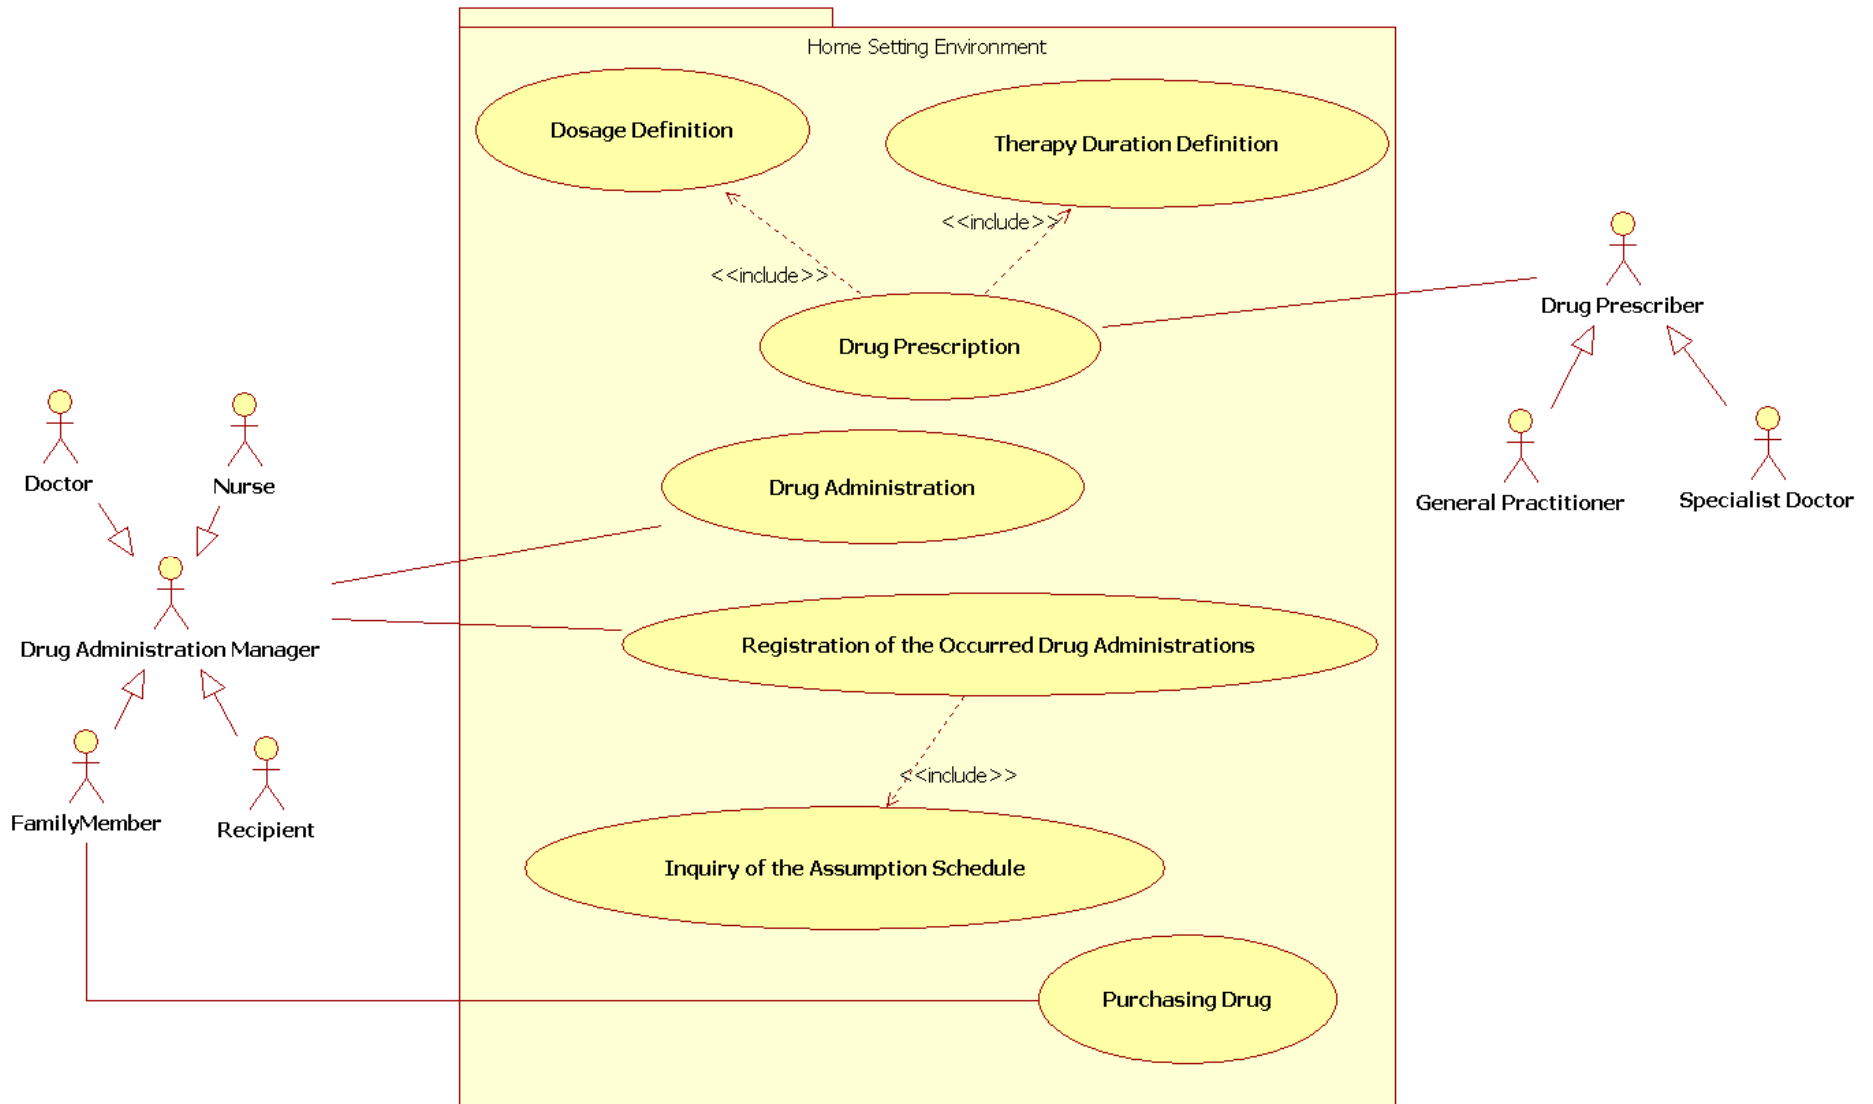 Home Setting Environment
Dosage Definition
Therapy Duration Definition
<<include>>
<<include>>
Drug Prescriber
Drug Prescription
Doctor
Nurse
Drug Administration
General Practitioner
Specialist Doctor
Drug Administration Manager
Registration of the Occurred Drug Administrations
<<include>>
FamilyMember
Recipient
Inquiry of the Assumption Schedule
Purchasing Drug